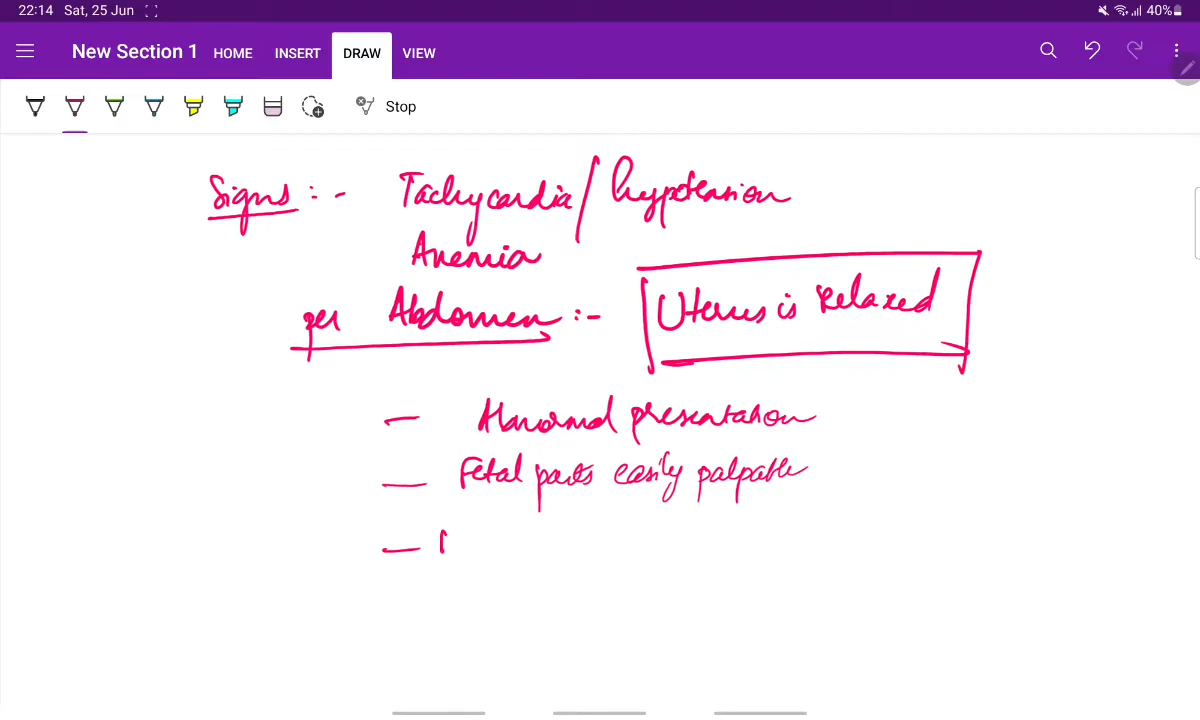 22:14 Sat, 25 Jun 40%
New Section 1 HOME INSERT DRAW VIEW
Stop
Signs :- Tachycardia / hypotension
Anemia
per Abdomen :- Uterus is relaxed
— Abnormal presentation
— Fetal parts easily palpable
—